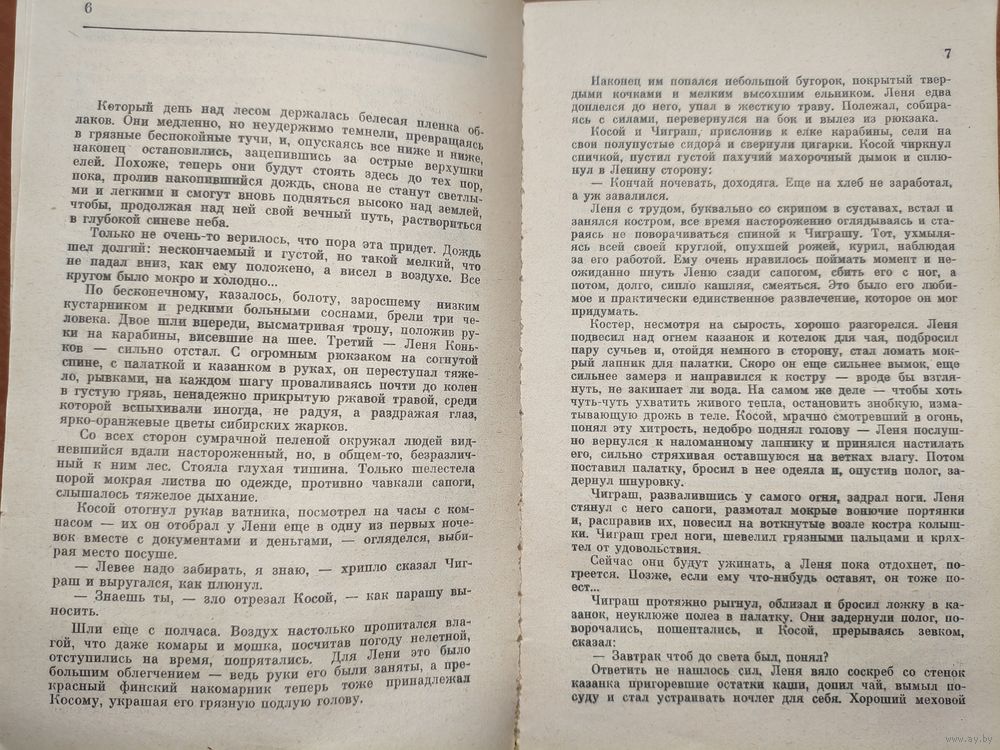 6
Который день над лесом держалась белесая пленка об-
лаков. Они медленно, но неудержимо темнели, превращаясь
в грязные беспокойные тучи, и, опускаясь все ниже и ниже,
наконец остановились, зацепившись за острые верхушки
елей. Похоже, теперь они будут стоять здесь до тех пор,
пока, пролив накопившийся дождь, снова не станут светлы-
ми и легкими и смогут вновь подняться высоко над землей,
чтобы, продолжая над ней свой вечный путь, раствориться
в глубокой синеве неба.
Только не очень-то верилось, что пора эта придет. Дождь
шел долгий: нескончаемый и густой, но такой мелкий, что
не падал вниз, как ему положено, а висел в воздухе. Все
кругом было мокро и холодно...
По бесконечному, казалось, болоту, заросшему низким
кустарником и редкими больными соснами, брели три че-
ловека. Двое шли впереди, высматривая тропу, положив ру-
ки на карабины, висевшие на шее. Третий — Леня Конь-
ков — сильно отстал. С огромным рюкзаком на согнутой
спине, с палаткой и казанком в руках, он переступал тяже-
ло, рывками, на каждом шагу проваливаясь почти до колен
в густую грязь, ненадежно прикрытую ржавой травой, среди
которой вспыхивали иногда, не радуя, а раздражая глаз,
ярко-оранжевые цветы сибирских жарков.
Со всех сторон сумрачной пеленой окружал людей вид-
невшийся вдали настороженный, но, в общем-то, безразлич-
ный к ним лес. Стояла глухая тишина. Только шелестела
порой мокрая листва по одежде, противно чавкали сапоги,
слышалось тяжелое дыхание.
Косой отогнул рукав ватника, посмотрел на часы с ком-
пасом — их он отобрал у Лени еще в одну из первых ноче-
вок вместе с документами и деньгами, — огляделся, выби-
рая место посуше.
— Левее надо забирать, я знаю, — хрипло сказал Чиг-
раш и выругался, как плюнул.
— Знаешь ты, — зло отрезал Косой, — как парашу вы-
носить.
Шли еще с полчаса. Воздух настолько пропитался вла-
гой, что даже комары и мошка, посчитав погоду нелетной,
отступились на время, попрятались. Для Лени это было
большим облегчением — ведь руки его были заняты, а пре-
красный финский накомарник теперь тоже принадлежал
Косому, украшая его грязную подлую голову.
7
Наконец им попался небольшой бугорок, покрытый твер-
дыми кочками и мелким высохшим ельником. Леня едва
доплелся до него, упал в жесткую траву. Полежал, собира-
ясь с силами, перевернулся на бок и вылез из рюкзака.
Косой и Чиграш, прислонив к елке карабины, сели на
свои полупустые сидора и свернули цигарки. Косой чиркнул
спичкой, пустил густой пахучий махорочный дымок и сплю-
нул в Ленину сторону:
— Кончай ночевать, доходяга. Еще на хлеб не заработал,
а уж завалился.
Леня с трудом, буквально со скрипом в суставах, встал и
занялся костром, все время настороженно оглядываясь и ста-
раясь не поворачиваться спиной к Чиграшу. Тот, ухмыля-
ясь всей своей круглой, опухшей рожей, курил, наблюдая
за его работой. Ему очень нравилось поймать момент и не-
ожиданно пнуть Леню сзади сапогом, сбить его с ног, а
потом, долго, сипло кашляя, смеяться. Это было его люби-
мое и практически единственное развлечение, которое он мог
придумать.
Костер, несмотря на сырость, хорошо разгорелся. Леня
подвесил над огнем казанок и котелок для чая, подбросил
пару сучьев и, отойдя немного в сторону, стал ломать мок-
рый лапник для палатки. Скоро он еще сильнее вымок, еще
сильнее замерз и направился к костру — вроде бы взгля-
нуть, не закипает ли вода. На самом же деле — чтобы хоть
чуть-чуть ухватить живого тепла, остановить знобкую, изма-
тывающую дрожь в теле. Косой, мрачно смотревший в огонь,
понял эту хитрость, недобро поднял голову — Леня послуш-
но вернулся к наломанному лапнику и принялся настилать
его, сильно стряхивая оставшуюся на ветках влагу. Потом
поставил палатку, бросил в нее одеяла и, опустив полог, за-
дернул шнуровку.
Чиграш, развалившись у самого огня, задрал ноги. Леня
стянул с него сапоги, размотал мокрые вонючие портянки
и, расправив их, повесил на воткнутые возле костра колыш-
ки. Чиграш грел ноги, шевелил грязными пальцами и крях-
тел от удовольствия.
Сейчас они будут ужинать, а Леня пока отдохнет, по-
греется. Позже, если ему что-нибудь оставят, он тоже по-
ест...
Чиграш протяжно рыгнул, облизал и бросил ложку в ка-
занок, неуклюже полез в палатку. Они задернули полог, по-
ворочались, пошептались, и Косой, прерываясь зевком,
сказал:
— Завтрак чтоб до света был, понял?
Ответить не нашлось сил, Леня вяло соскреб со стенок
казанка пригоревшие остатки каши, допил чай, вымыл по-
суду и стал устраивать ночлег для себя. Хороший меховой
www.ay.by